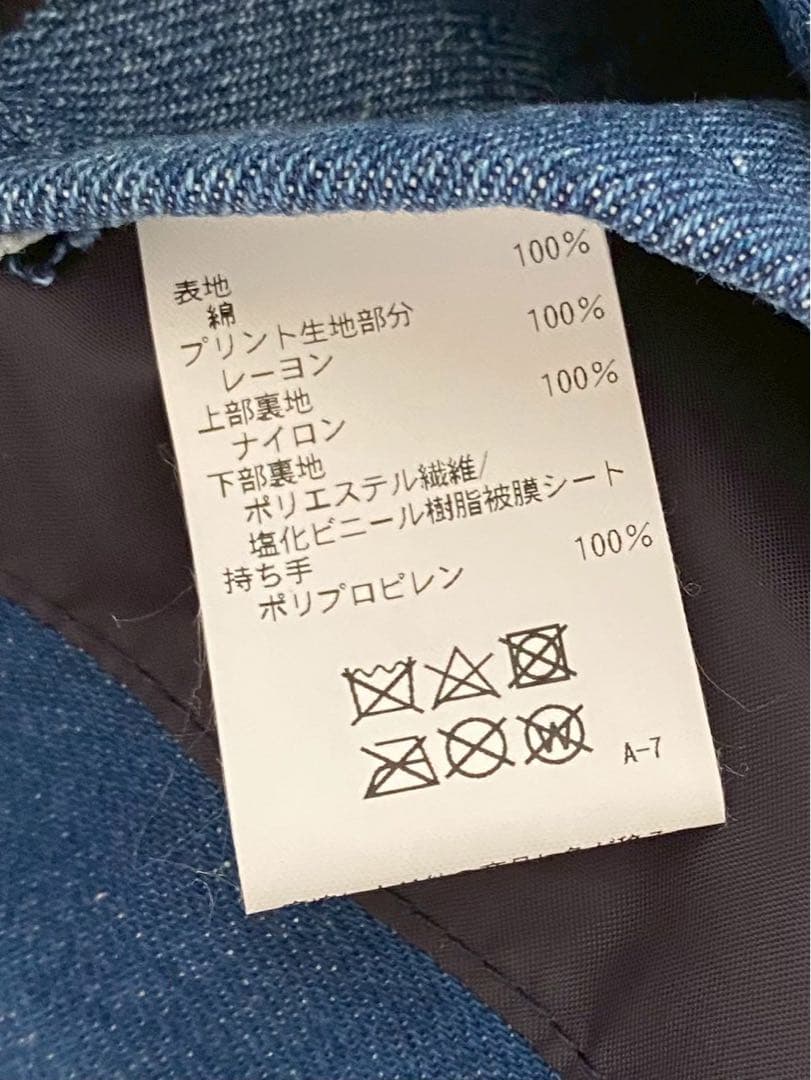 表地
綿 100%
プリント生地部分
レーヨン 100%
上部裏地
ナイロン 100%
下部裏地
ポリエステル繊維/
塩化ビニール樹脂被膜シート
持ち手
ポリプロピレン 100%
W
A-7